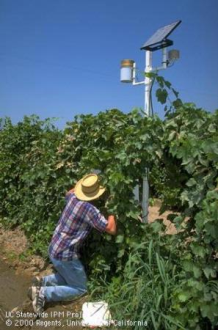 UC Statewide IPM Project
© 2000 Regents, University of California